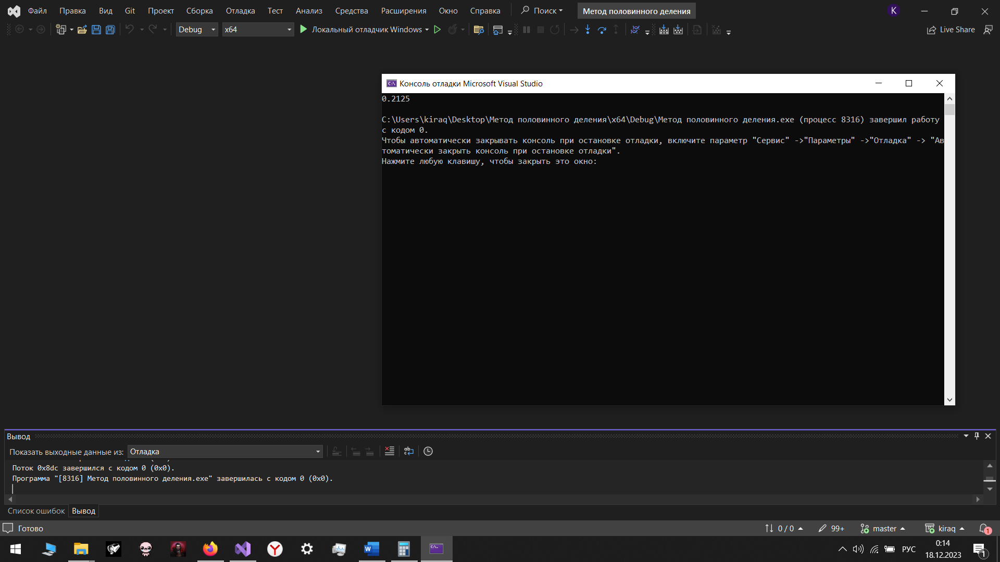 Файл Правка Вид Git Проект Сборка Отладка Тест Анализ Средства Расширения Окно Справка Поиск Метод половинного деления K
Debug x64 Локальный отладчик Windows Live Share
Консоль отладки Microsoft Visual Studio
0.2125
C:\Users\kiraq\Desktop\Метод половинного деления\x64\Debug\Метод половинного деления.exe (процесс 8316) завершил работу
с кодом 0.
Чтобы автоматически закрывать консоль при остановке отладки, включите параметр "Сервис" ->"Параметры" ->"Отладка" -> "Ав
томатически закрыть консоль при остановке отладки".
Нажмите любую клавишу, чтобы закрыть это окно:
Вывод
Показать выходные данные из: Отладка
Поток 0x8dc завершился с кодом 0 (0x0).
Программа "[8316] Метод половинного деления.exe" завершилась с кодом 0 (0x0).
Список ошибок Вывод
Готово 0 / 0 99+ master kiraq 1
РУС 0:14
18.12.2023 1